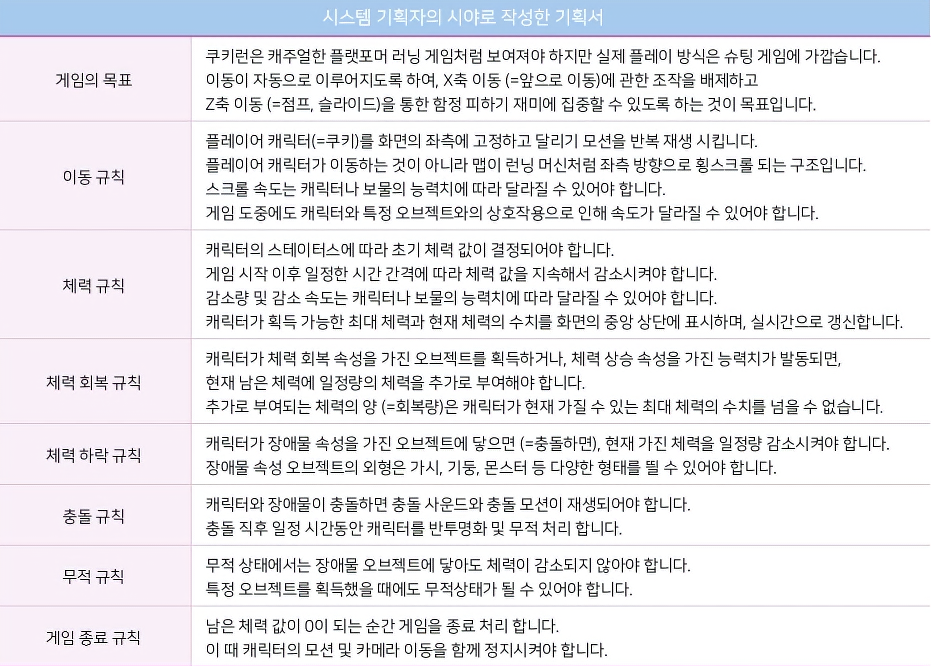 시스템 기획자의 시야로 작성한 기획서
게임의 목표
쿠키런은 캐주얼한 플랫포머 러닝 게임처럼 보여져야 하지만 실제 플레이 방식은 슈팅 게임에 가깝습니다.
이동이 자동으로 이루어지도록 하여, X축 이동 (=앞으로 이동)에 관한 조작을 배제하고
Z축 이동 (=점프, 슬라이드)을 통한 함정 피하기 재미에 집중할 수 있도록 하는 것이 목표입니다.
이동 규칙
플레이어 캐릭터(=쿠키)를 화면의 좌측에 고정하고 달리기 모션을 반복 재생 시킵니다.
플레이어 캐릭터가 이동하는 것이 아니라 맵이 런닝 머신처럼 좌측 방향으로 횡스크롤 되는 구조입니다.
스크롤 속도는 캐릭터나 보물의 능력치에 따라 달라질 수 있어야 합니다.
게임 도중에도 캐릭터와 특정 오브젝트와의 상호작용으로 인해 속도가 달라질 수 있어야 합니다.
체력 규칙
캐릭터의 스테이터스에 따라 초기 체력 값이 결정되어야 합니다.
게임 시작 이후 일정한 시간 간격에 따라 체력 값을 지속해서 감소시켜야 합니다.
감소량 및 감소 속도는 캐릭터나 보물의 능력치에 따라 달라질 수 있어야 합니다.
캐릭터가 획득 가능한 최대 체력과 현재 체력의 수치를 화면의 중앙 상단에 표시하며, 실시간으로 갱신합니다.
체력 회복 규칙
캐릭터가 체력 회복 속성을 가진 오브젝트를 획득하거나, 체력 상승 속성을 가진 능력치가 발동되면,
현재 남은 체력에 일정량의 체력을 추가로 부여해야 합니다.
추가로 부여되는 체력의 양 (=회복량)은 캐릭터가 현재 가질 수 있는 최대 체력의 수치를 넘을 수 없습니다.
체력 하락 규칙
캐릭터가 장애물 속성을 가진 오브젝트에 닿으면 (=충돌하면), 현재 가진 체력을 일정량 감소시켜야 합니다.
장애물 속성 오브젝트의 외형은 가시, 기둥, 몬스터 등 다양한 형태를 띌 수 있어야 합니다.
충돌 규칙
캐릭터와 장애물이 충돌하면 충돌 사운드와 충돌 모션이 재생되어야 합니다.
충돌 직후 일정 시간동안 캐릭터를 반투명화 및 무적 처리 합니다.
무적 규칙
무적 상태에서는 장애물 오브젝트에 닿아도 체력이 감소되지 않아야 합니다.
특정 오브젝트를 획득했을 때에도 무적상태가 될 수 있어야 합니다.
게임 종료 규칙
남은 체력 값이 0이 되는 순간 게임을 종료 처리 합니다.
이 때 캐릭터의 모션 및 카메라 이동을 함께 정지시켜야 합니다.